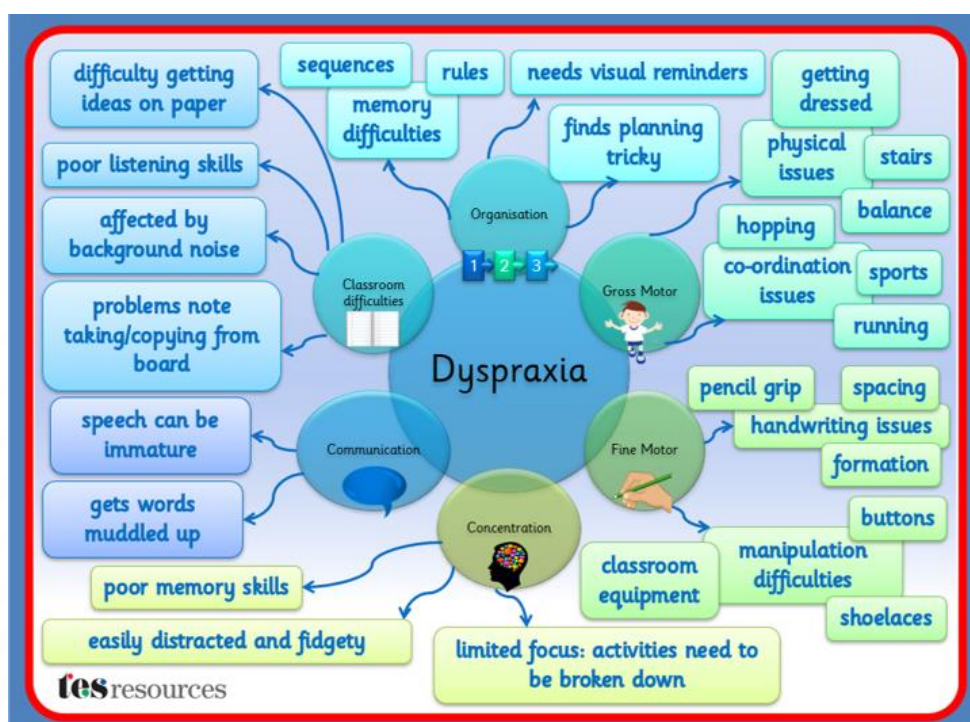 difficulty getting
ideas on paper
poor listening skills
affected by
background noise
problems note
taking/copying from
board
Classroom
difficulties
sequences
rules
memory
difficulties
needs visual reminders
finds planning
tricky
Organisation
1 2 3
getting
dressed
physical
issues
stairs
balance
hopping
co-ordination
issues
sports
running
Gross Motor
Dyspraxia
pencil grip
spacing
handwriting issues
formation
Fine Motor
buttons
manipulation
difficulties
classroom
equipment
shoelaces
speech can be
immature
gets words
muddled up
Communication
Concentration
poor memory skills
easily distracted and fidgety
limited focus: activities need to
be broken down
tes resources